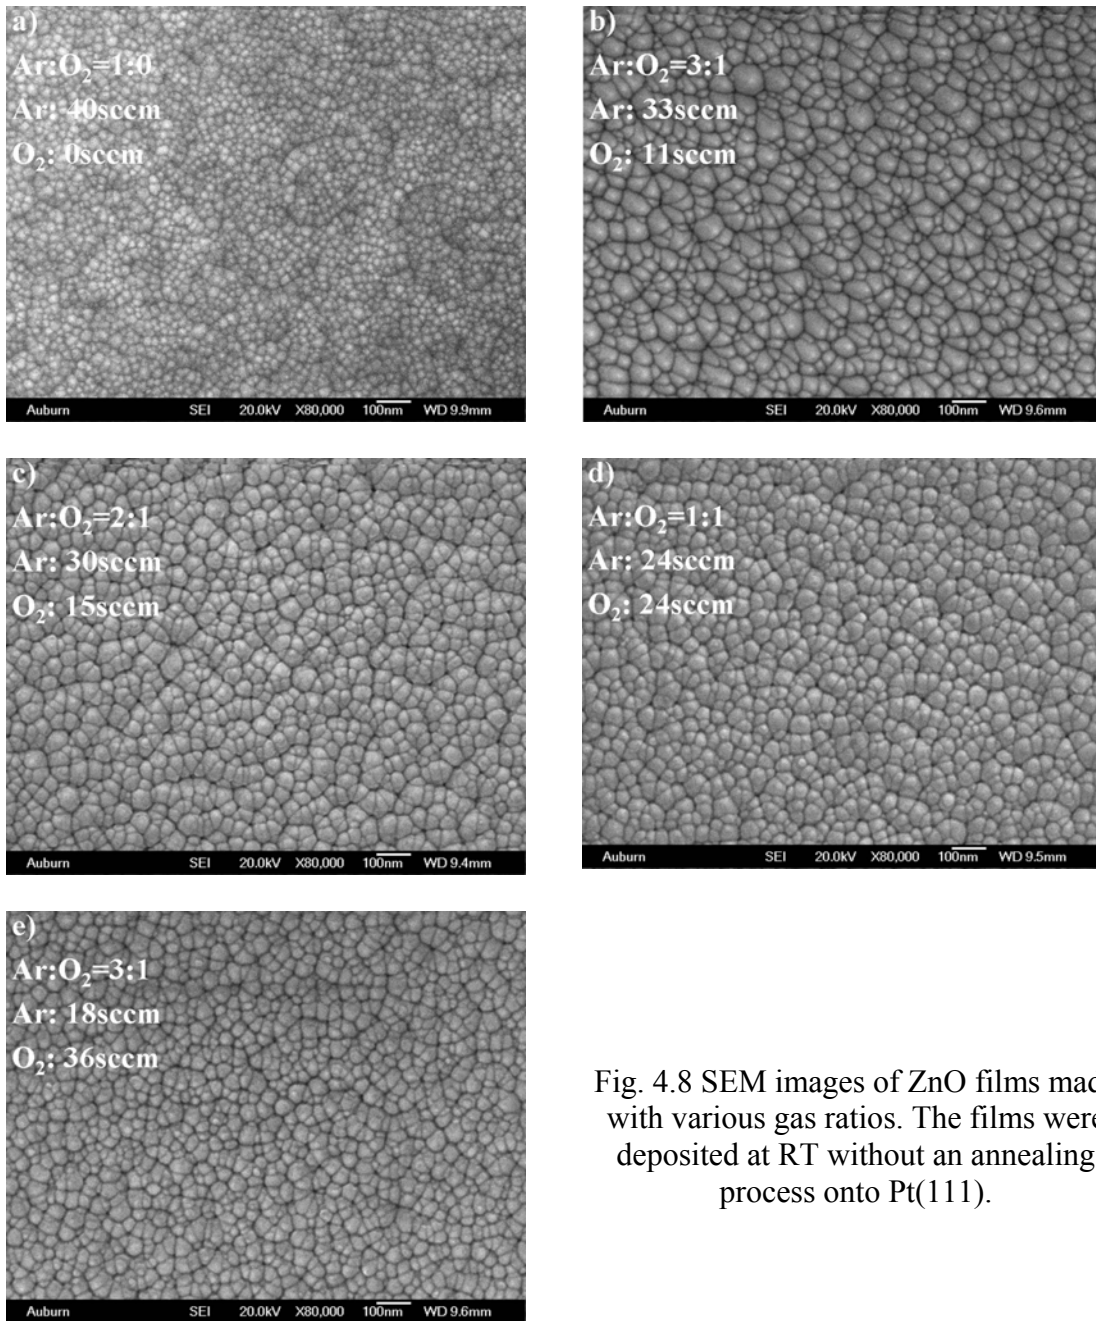 a)
Ar:O₂=1:0
Ar: 40sccm
O₂: 0sccm
Auburn SEI 20.0kV X80,000 100nm WD 9.9mm
b)
Ar:O₂=3:1
Ar: 33sccm
O₂: 11sccm
Auburn SEI 20.0kV X80,000 100nm WD 9.6mm
c)
Ar:O₂=2:1
Ar: 30sccm
O₂: 15sccm
Auburn SEI 20.0kV X80,000 100nm WD 9.4mm
d)
Ar:O₂=1:1
Ar: 24sccm
O₂: 24sccm
Auburn SEI 20.0kV X80,000 100nm WD 9.5mm
e)
Ar:O₂=3:1
Ar: 18sccm
O₂: 36sccm
Auburn SEI 20.0kV X80,000 100nm WD 9.6mm
Fig. 4.8 SEM images of ZnO films mad
with various gas ratios. The films were
deposited at RT without an annealing
process onto Pt(111).